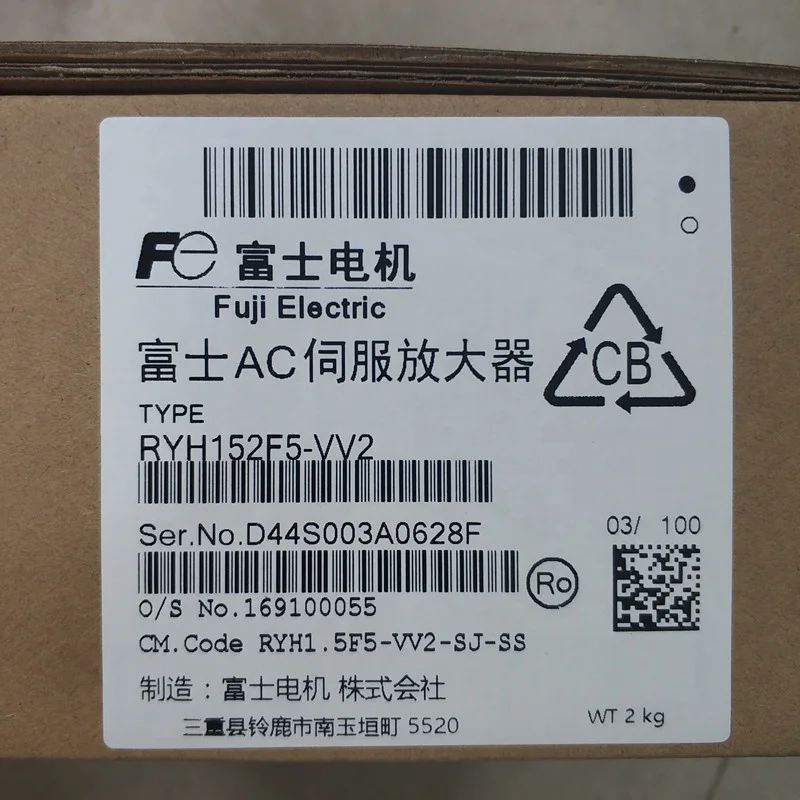 Fe 富士电机
Fuji Electric
富士AC伺服放大器
CB
TYPE
RYH152F5-VV2
Ser.No.D44S003A0628F
03/ 100
Ro
O/S No.169100055
CM.Code RYH1.5F5-VV2-SJ-SS
制造：富士电机 株式会社
三重县铃鹿市南玉垣町 5520
WT 2 kg